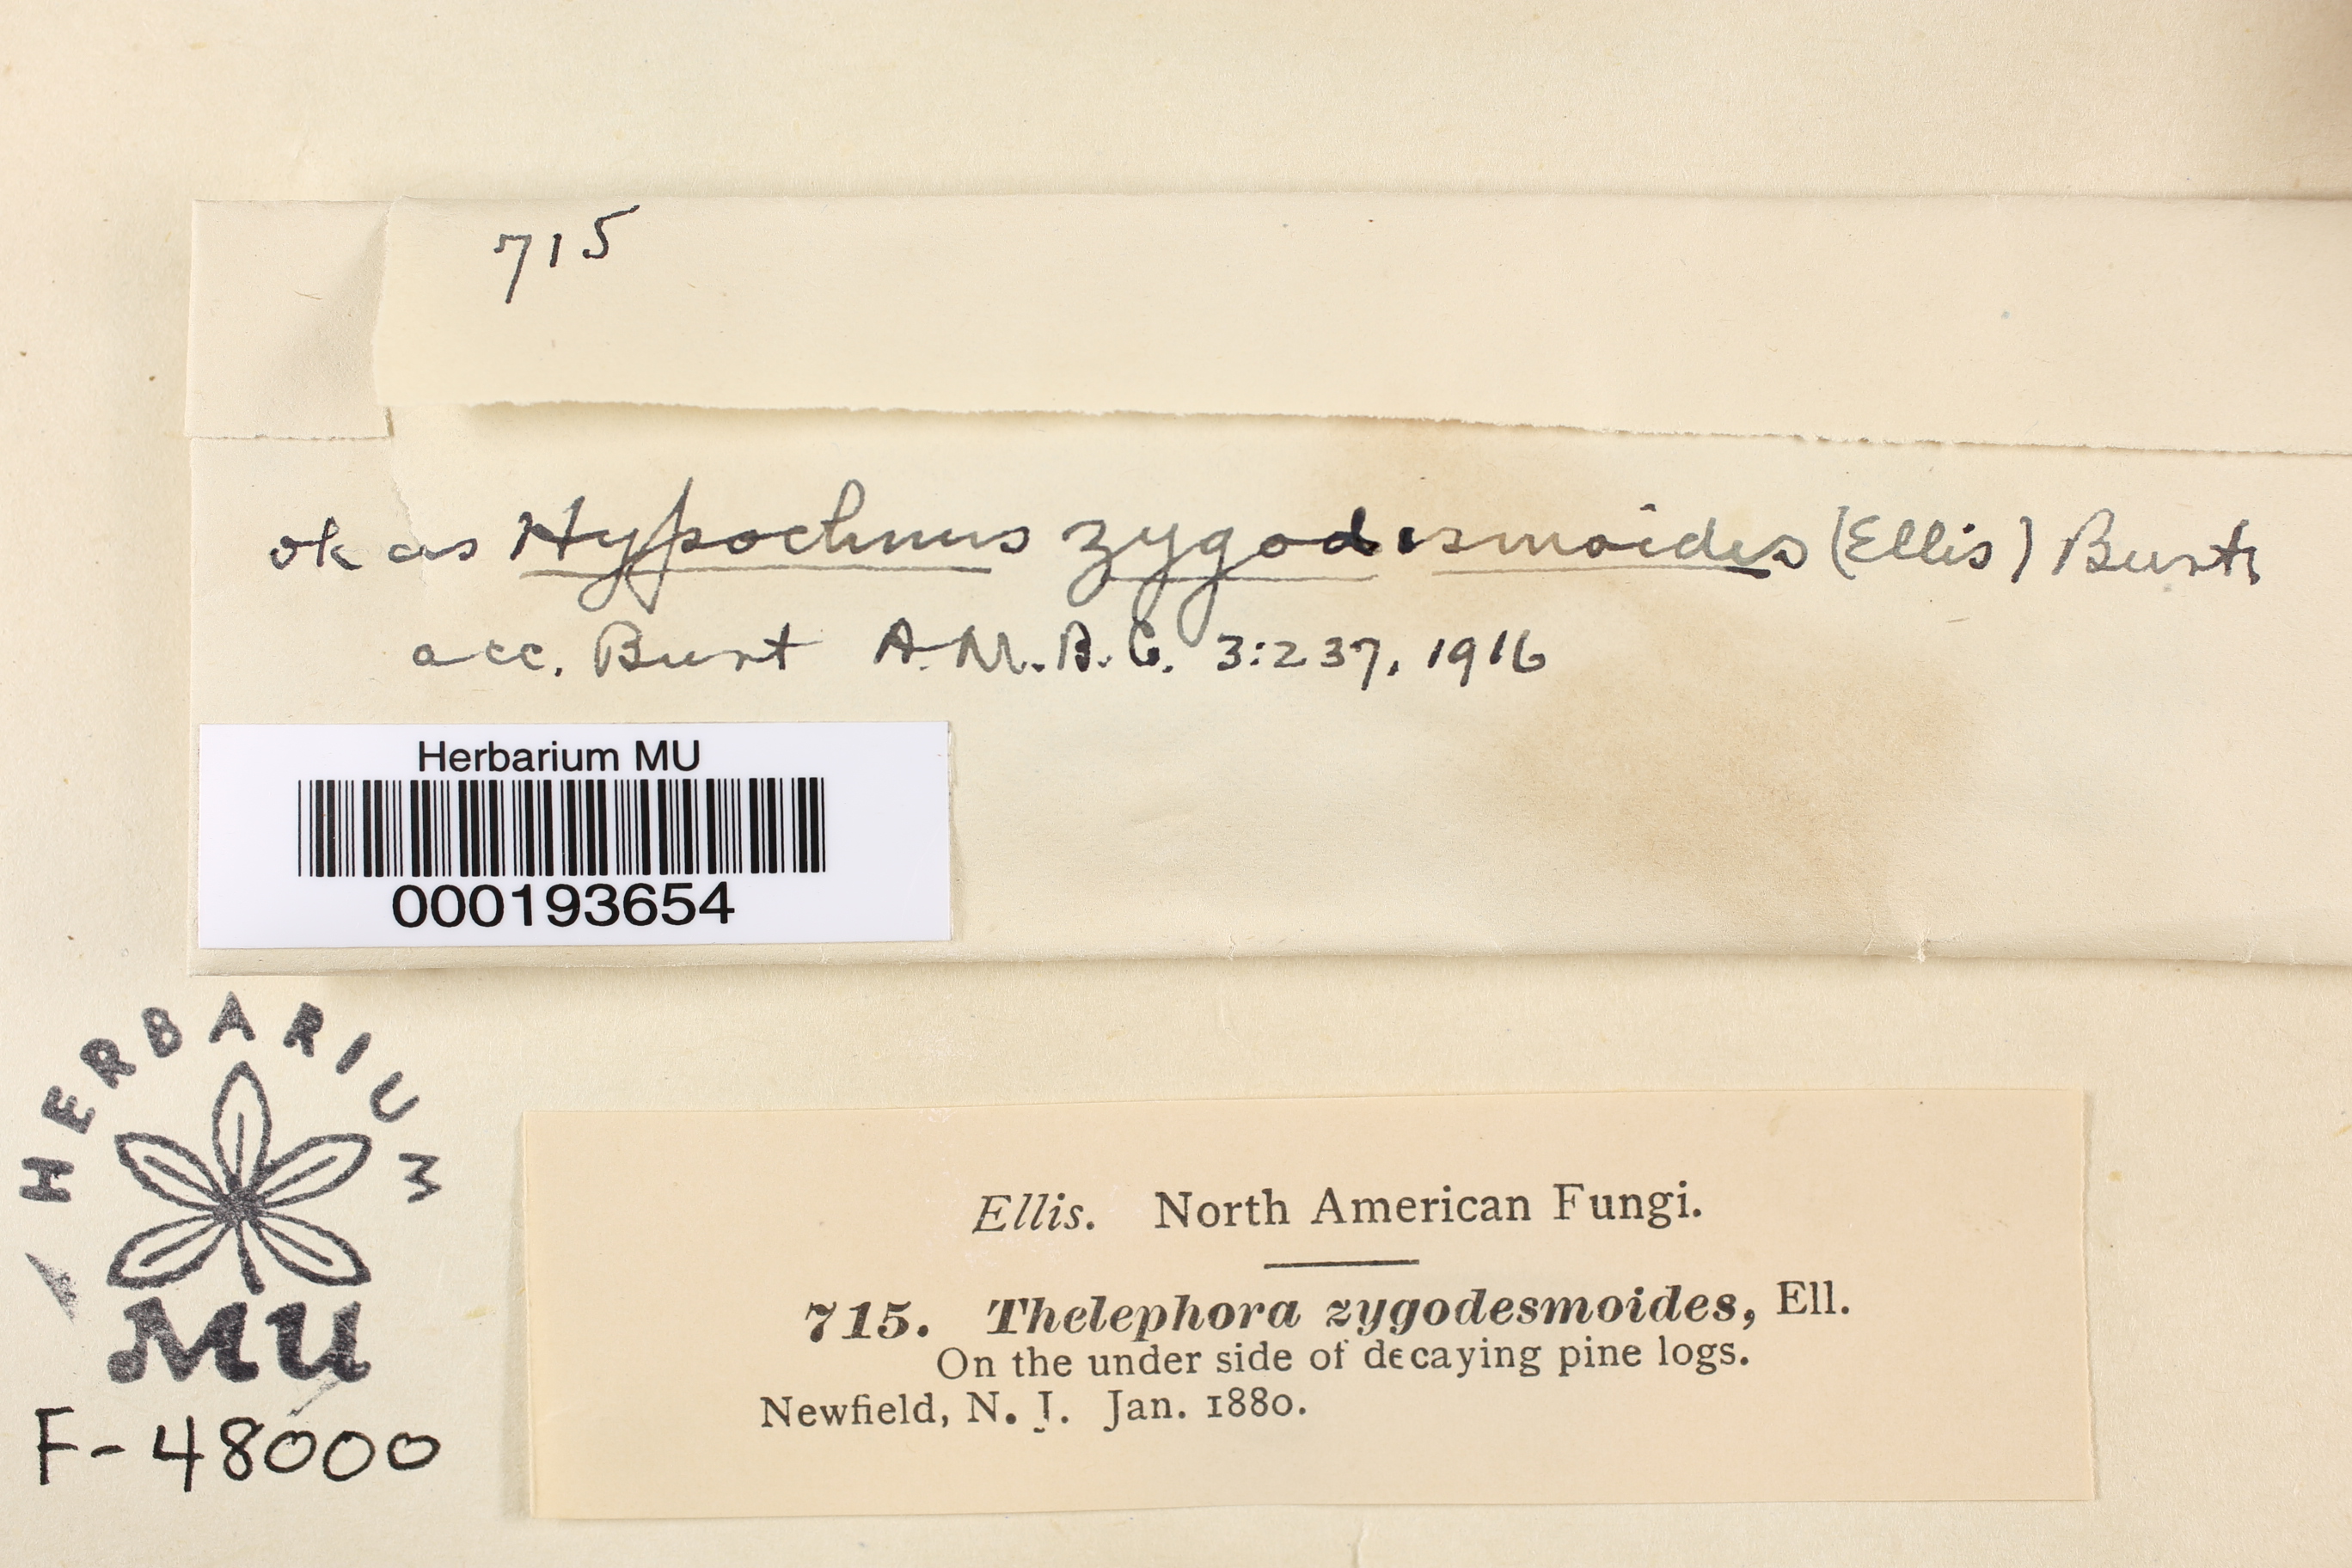 715
ok as Hypochnus zygodesmoides (Ellis) Burt
acc. Burt A.M.B.G. 3:237, 1916
Herbarium MU
000193654
HERBARIUM
MU
F-48000
Ellis. North American Fungi.
715. Thelephora zygodesmoides, Ell.
On the under side of decaying pine logs.
Newfield, N. J. Jan. 1880.